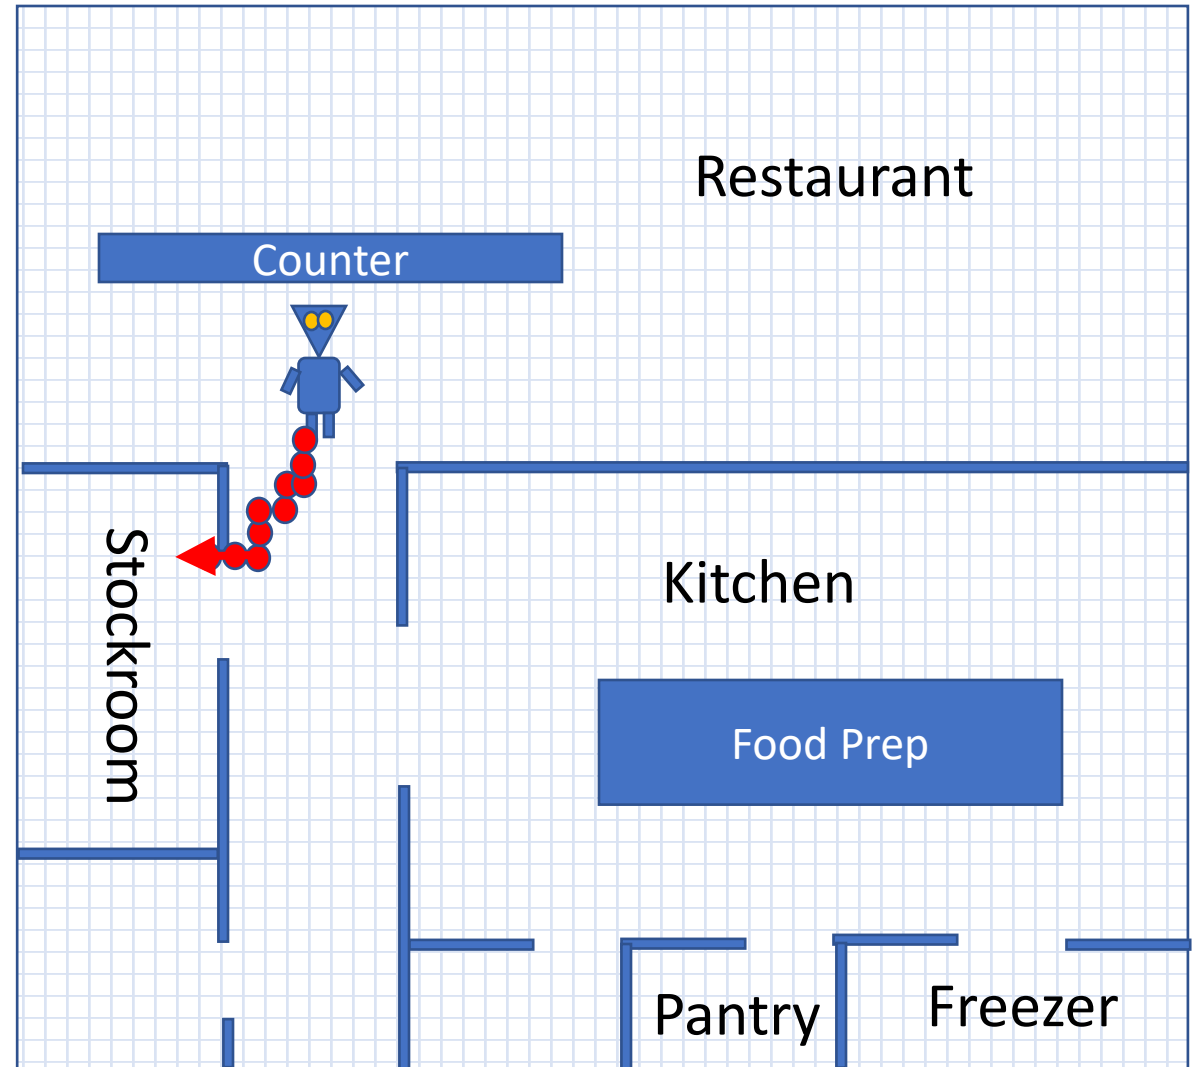 Restaurant
Counter
Stockroom
Kitchen
Food Prep
Pantry
Freezer